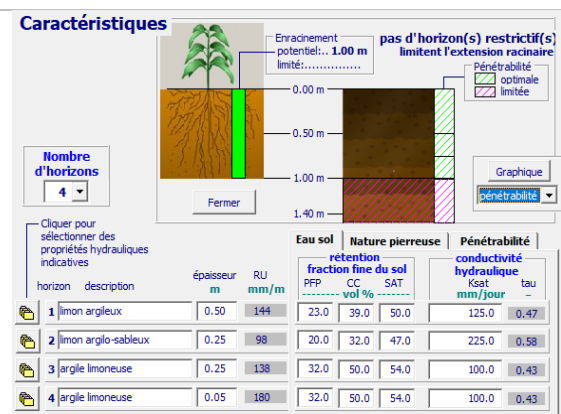 Caractéristiques
Enracinement
potentiel:.. 1.00 m
limité:...............
pas d'horizon(s) restrictif(s)
limitent l'extension racinaire
Pénétrabilité
optimale
limitée
0.00 m
0.50 m
1.00 m
1.40 m
Nombre
d'horizons
4
Fermer
Graphique
pénétrabilité
Cliquer pour
sélectionner des
propriétés hydrauliques
indicatives
Eau sol Nature pierreuse Pénétrabilité
rétention
fraction fine du sol
conductivité
hydraulique
horizon description épaisseur m RU mm/m PFP CC SAT Ksat tau
-------- vol % ------- mm/jour –
1 limon argileux 0.50 144 23.0 39.0 50.0 125.0 0.47
2 limon argilo-sableux 0.25 98 20.0 32.0 47.0 225.0 0.58
3 argile limoneuse 0.25 138 32.0 50.0 54.0 100.0 0.43
4 argile limoneuse 0.05 180 32.0 50.0 54.0 100.0 0.43